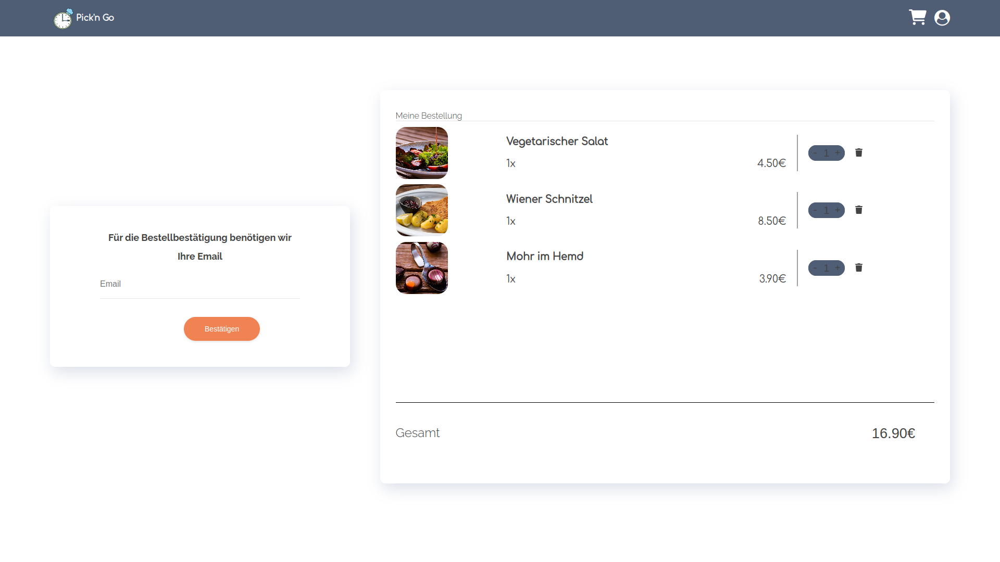 Pick'n Go
Für die Bestellbestätigung benötigen wir
Ihre Email
Email
Bestätigen
Meine Bestellung
Vegetarischer Salat
1x 4.50€
- 1 +
Wiener Schnitzel
1x 8.50€
- 1 +
Mohr im Hemd
1x 3.90€
- 1 +
Gesamt 16.90€